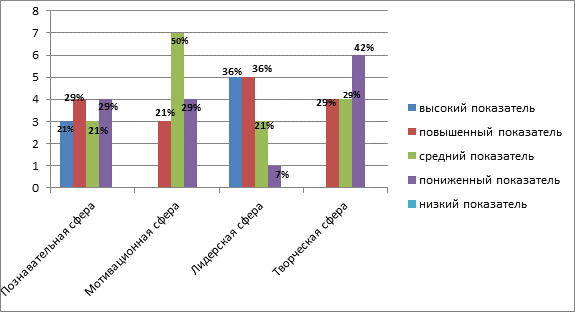 8
7
6
5
4
3
2
1
0
21%
29%
21%
29%
21%
50%
29%
36%
36%
21%
7%
29%
29%
42%
Познавательная сфера
Мотивационная сфера
Лидерская сфера
Творческая сфера
высокий показатель
повышенный показатель
средний показатель
пониженный показатель
низкий показатель